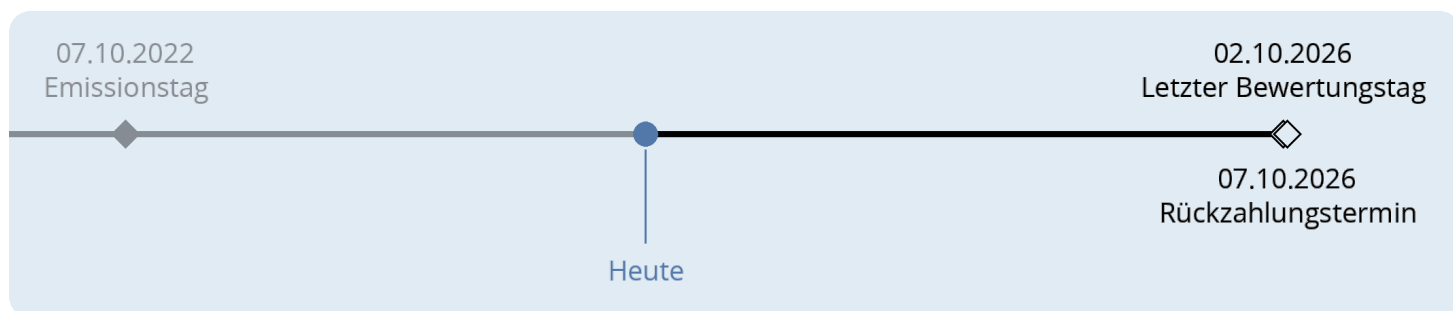 07.10.2022
Emissionstag
02.10.2026
Letzter Bewertungstag
07.10.2026
Rückzahlungstermin
Heute